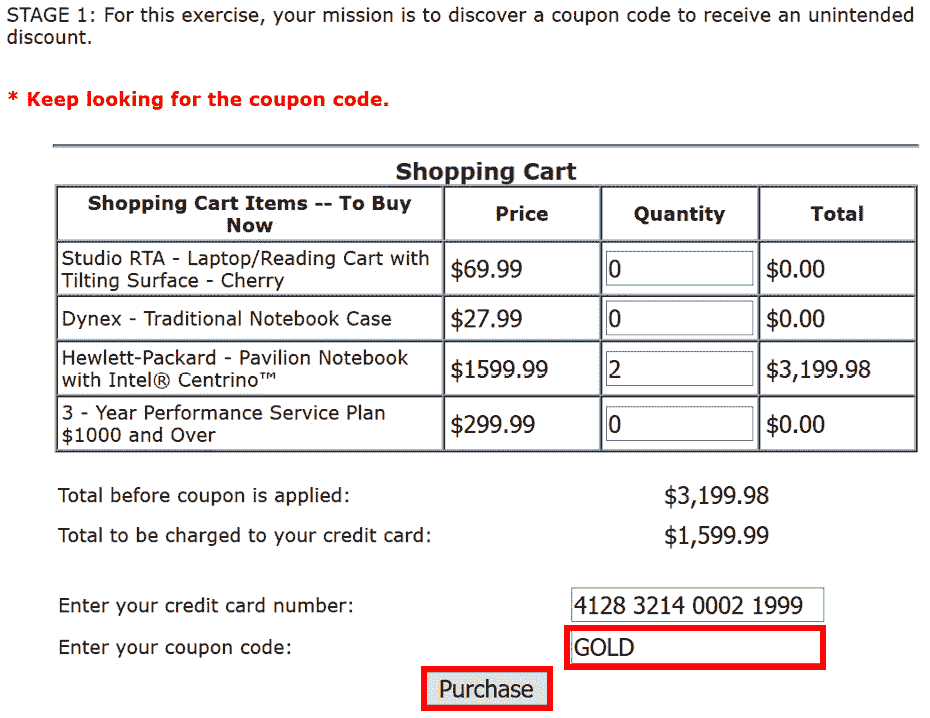 STAGE 1: For this exercise, your mission is to discover a coupon code to receive an unintended
discount.
* Keep looking for the coupon code.
Shopping Cart
Shopping Cart Items -- To Buy
Now
Price
Quantity
Total
Studio RTA - Laptop/Reading Cart with
Tilting Surface - Cherry
$69.99
0
$0.00
Dynex - Traditional Notebook Case
$27.99
0
$0.00
Hewlett-Packard - Pavilion Notebook
with Intel® Centrino™
$1599.99
2
$3,199.98
3 - Year Performance Service Plan
$1000 and Over
$299.99
0
$0.00
Total before coupon is applied:
$3,199.98
Total to be charged to your credit card:
$1,599.99
Enter your credit card number:
4128 3214 0002 1999
Enter your coupon code:
GOLD
Purchase